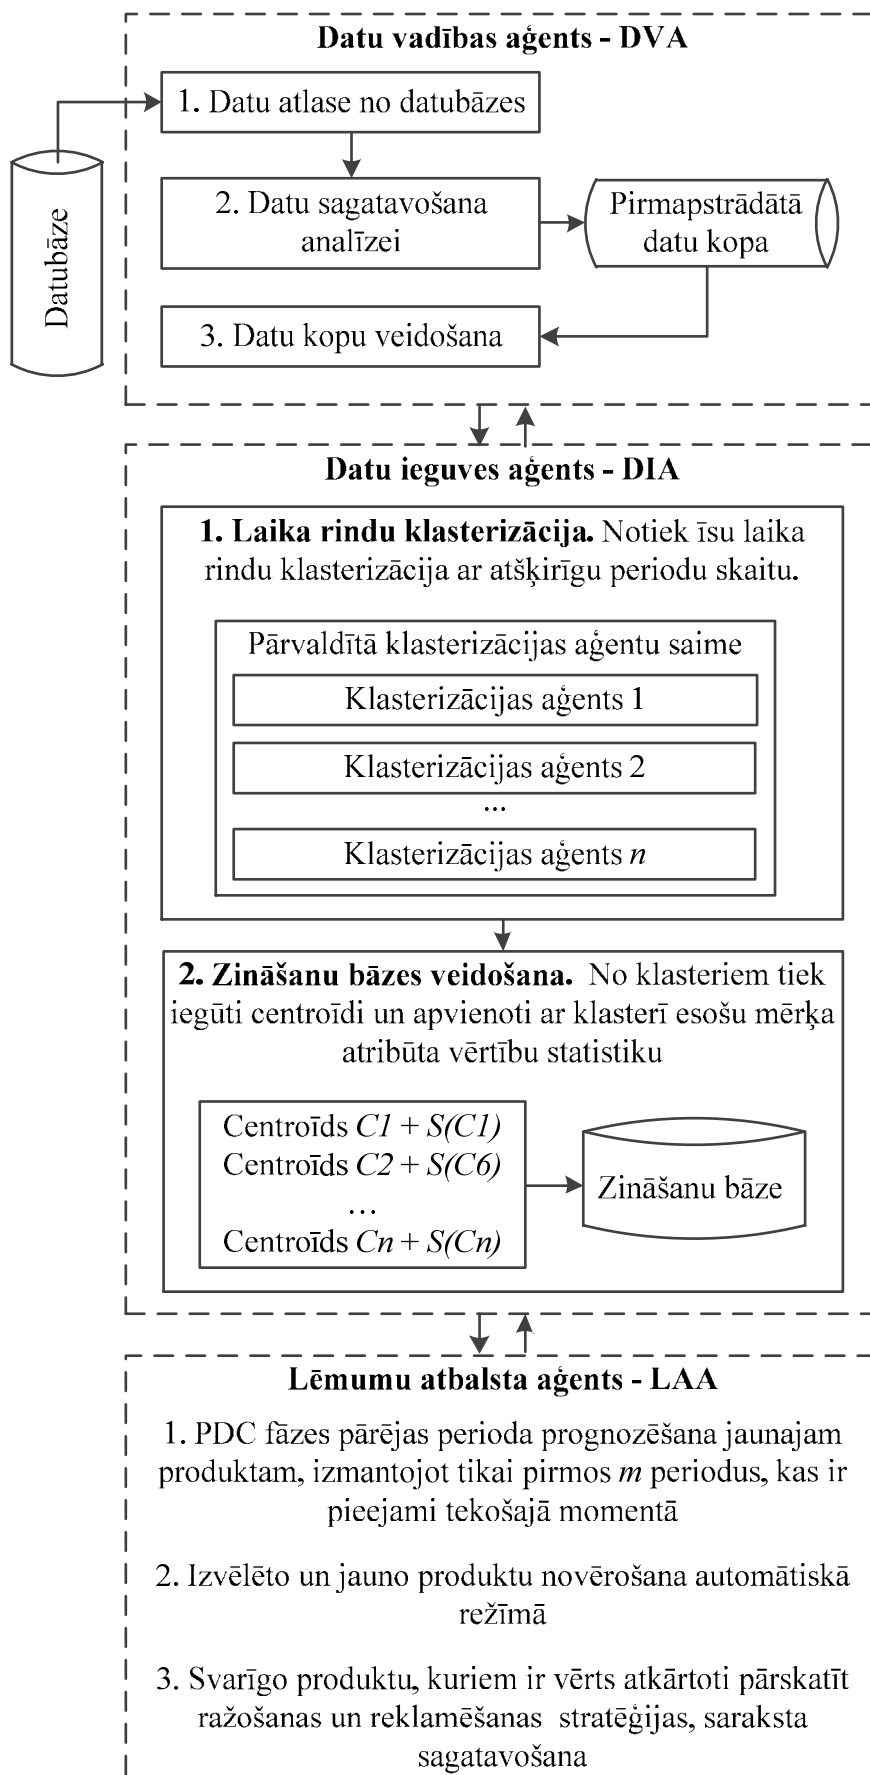 Datu vadības aģents - DVA
1. Datu atlase no datubāzes
Datubāze
2. Datu sagatavošana
analīzei
Pirmapstrādātā
datu kopa
3. Datu kopu veidošana
Datu ieguves aģents - DIA
1. Laika rindu klasterizācija. Notiek īsu laika
rindu klasterizācija ar atšķirīgu periodu skaitu.
Pārvaldītā klasterizācijas aģentu saime
Klasterizācijas aģents 1
Klasterizācijas aģents 2
...
Klasterizācijas aģents n
2. Zināšanu bāzes veidošana. No klasteriem tiek
iegūti centroīdi un apvienoti ar klasterī esošu mērķa
atribūta vērtību statistiku
Centroīds C1 + S(C1)
Centroīds C2 + S(C6)
...
Centroīds Cn + S(Cn)
Zināšanu bāze
Lēmumu atbalsta aģents - LAA
1. PDC fāzes pārējas perioda prognozēšana jaunajam
produktam, izmantojot tikai pirmos m periodus, kas ir
pieejami tekošajā momentā
2. Izvēlēto un jauno produktu novērošana automātiskā
režīmā
3. Svarīgo produktu, kuriem ir vērts atkārtoti pārskatīt
ražošanas un reklamēšanas stratēģijas, saraksta
sagatavošana